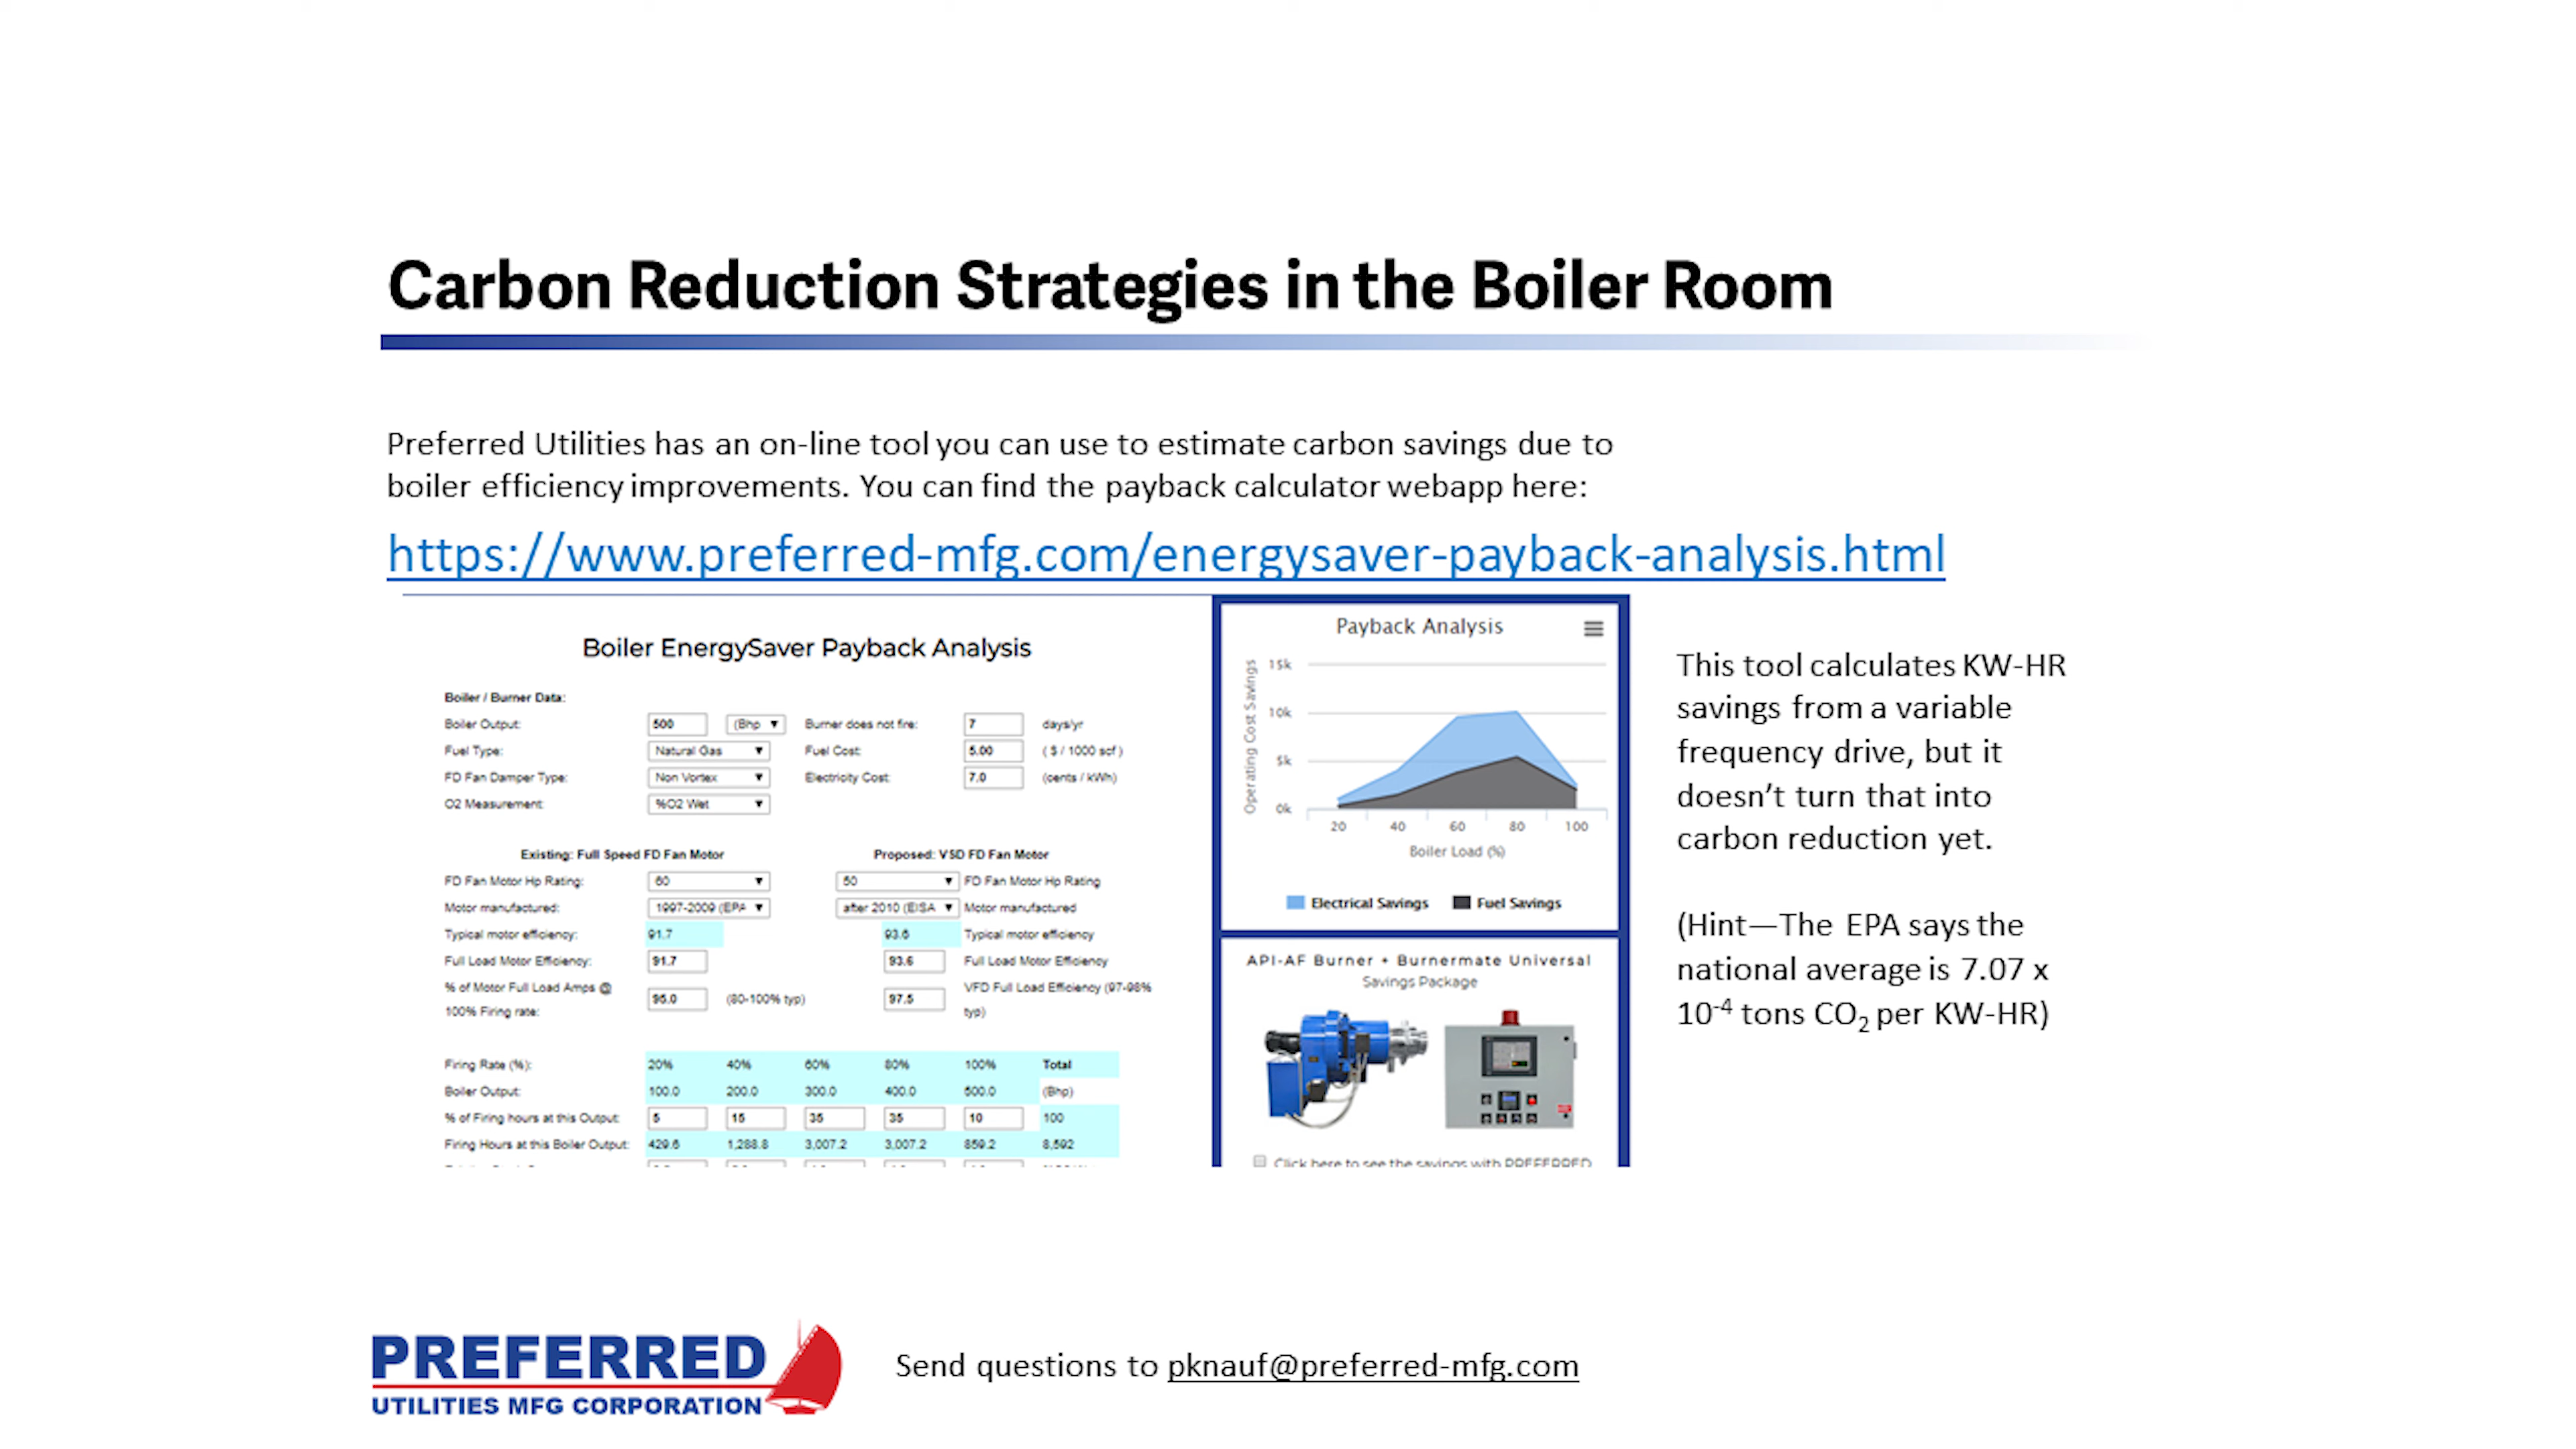 Carbon Reduction Strategies in the Boiler Room
Preferred Utilities has an on-line tool you can use to estimate carbon savings due to
boiler efficiency improvements. You can find the payback calculator webapp here:
https://www.preferred-mfg.com/energysaver-payback-analysis.html
Boiler EnergySaver Payback Analysis
Boiler / Burner Data:
Boiler Output: 500 (Bhp Burner does not fire: 7 days/yr
Fuel Type: Natural Gas Fuel Cost: 5.00 ( $ / 1000 scf )
FD Fan Damper Type: Non Vortex Electricity Cost: 7.0 (cents / kWh)
O2 Measurement: %O2 Wet
Existing: Full Speed FD Fan Motor Proposed: VSD FD Fan Motor
FD Fan Motor Hp Rating: 60 50 FD Fan Motor Hp Rating
Motor manufactured: 1997-2009 (EPA after 2010 (EISA Motor manufactured
Typical motor efficiency: 91.7 93.6 Typical motor efficiency
Full Load Motor Efficiency: 91.7 93.6 Full Load Motor Efficiency
% of Motor Full Load Amps @
100% Firing rate: 95.0 (80-100% typ) 97.5 VFD Full Load Efficiency (97-98%
typ)
Firing Rate (%): 20% 40% 60% 80% 100% Total
Boiler Output: 100.0 200.0 300.0 400.0 500.0 (Bhp)
% of Firing hours at this Output: 5 15 35 35 10 100
Firing Hours at this Boiler Output: 429.6 1,288.8 3,007.2 3,007.2 859.2 8,592
Payback Analysis
Operating Cost Savings
15k
10k
5k
0k
20 40 60 80 100
Boiler Load (%)
Electrical Savings Fuel Savings
API-AF Burner + Burnermate Universal
Savings Package
Click here to see the savings with PREFERRED
This tool calculates KW-HR
savings from a variable
frequency drive, but it
doesn't turn that into
carbon reduction yet.
(Hint—The EPA says the
national average is 7.07 x
10-4 tons CO2 per KW-HR)
PREFERRED
UTILITIES MFG CORPORATION
Send questions to pknauf@preferred-mfg.com